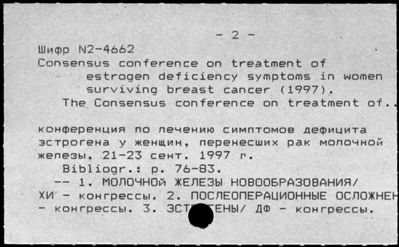 - 2 -
Шифр N2-4662
Consensus conference on treatment of
estrogen deficiency symptoms in women
surviving breast cancer (1997).
The Consensus conference on treatment of..
конференция по лечению симптомов дефицита
эстрогена у женщин, перенесших рак молочной
железы, 21-23 сент. 1997 г.
Bibliogr.: p. 76-83.
-- 1. МОЛОЧНОЙ ЖЕЛЕЗЫ НОВООБРАЗОВАНИЯ/
ХИ - конгрессы. 2. ПОСЛЕОПЕРАЦИОННЫЕ ОСЛОЖНЕН
- конгрессы. 3. ЭСТ ЕНЫ/ ДФ - конгрессы.